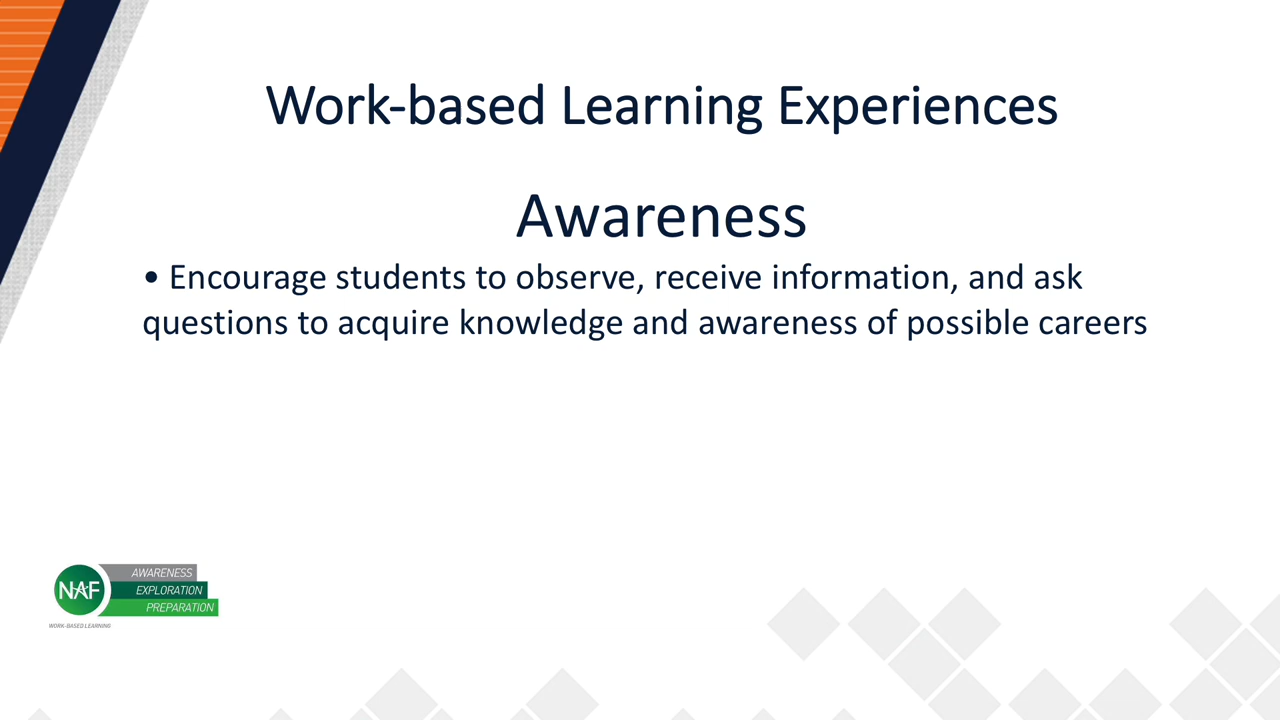 Work-based Learning Experiences
Awareness
• Encourage students to observe, receive information, and ask
questions to acquire knowledge and awareness of possible careers
NAF
AWARENESS
EXPLORATION
PREPARATION
WORK-BASED LEARNING